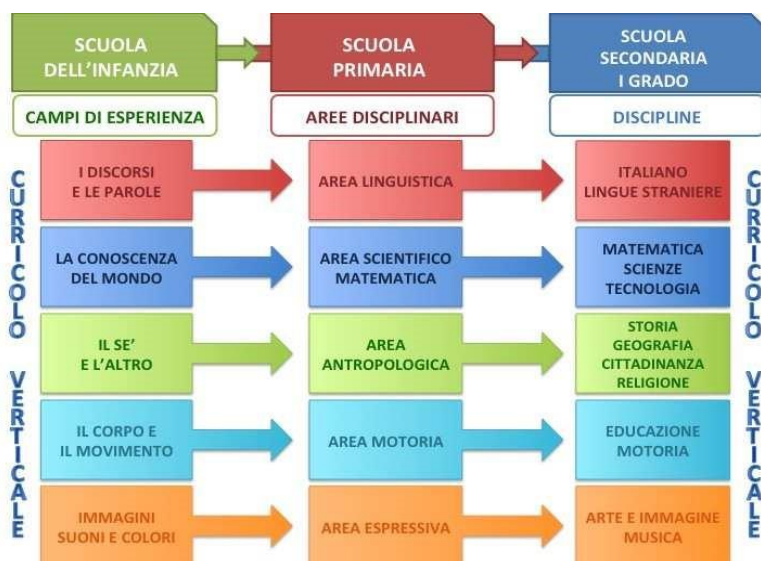 SCUOLA
DELL'INFANZIA
SCUOLA
PRIMARIA
SCUOLA
SECONDARIA
I GRADO
CAMPI DI ESPERIENZA
AREE DISCIPLINARI
DISCIPLINE
CURRICOLO VERTICALE
I DISCORSI
E LE PAROLE
AREA LINGUISTICA
ITALIANO
LINGUE STRANIERE
LA CONOSCENZA
DEL MONDO
AREA SCIENTIFICO
MATEMATICA
MATEMATICA
SCIENZE
TECNOLOGIA
IL SE'
E L'ALTRO
AREA
ANTROPOLOGICA
STORIA
GEOGRAFIA
CITTADINANZA
RELIGIONE
IL CORPO E
IL MOVIMENTO
AREA MOTORIA
EDUCAZIONE
MOTORIA
IMMAGINI
SUONI E COLORI
AREA ESPRESSIVA
ARTE E IMMAGINE
MUSICA
CURRICOLO VERTICALE